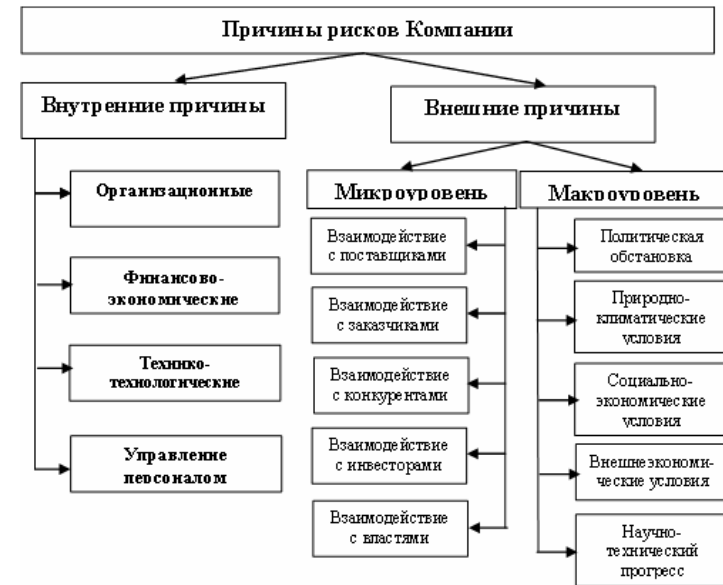 Причины рисков Компании
Внутренние причины
Внешние причины
Организационные
Финансово-
экономические
Технико-
технологические
Управление
персоналом
Микроуровень
Взаимодействие
с поставщиками
Взаимодействие
с заказчиками
Взаимодействие
с конкурентами
Взаимодействие
с инвесторами
Взаимодействие
с властями
Макроуровень
Политическая
обстановка
Природно-
климатические
условия
Социально-
экономические
условия
Внешнеэкономи-
ческие условия
Научно-
технический
прогресс